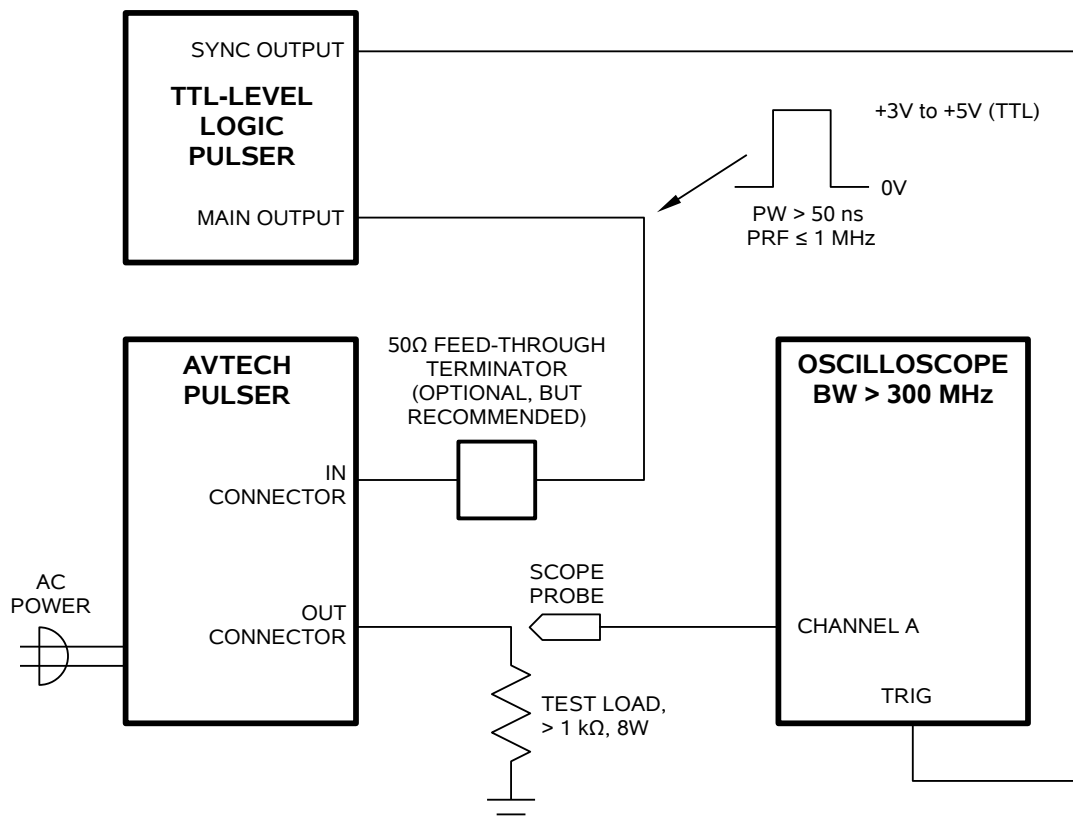 SYNC OUTPUT
TTL-LEVEL
LOGIC
PULSER
MAIN OUTPUT
+3V to +5V (TTL)
0V
PW > 50 ns
PRF ≤ 1 MHz
AVTECH
PULSER
50Ω FEED-THROUGH
TERMINATOR
(OPTIONAL, BUT
RECOMMENDED)
OSCILLOSCOPE
BW > 300 MHz
IN
CONNECTOR
AC
POWER
OUT
CONNECTOR
SCOPE
PROBE
CHANNEL A
TEST LOAD,
> 1 kΩ, 8W
TRIG